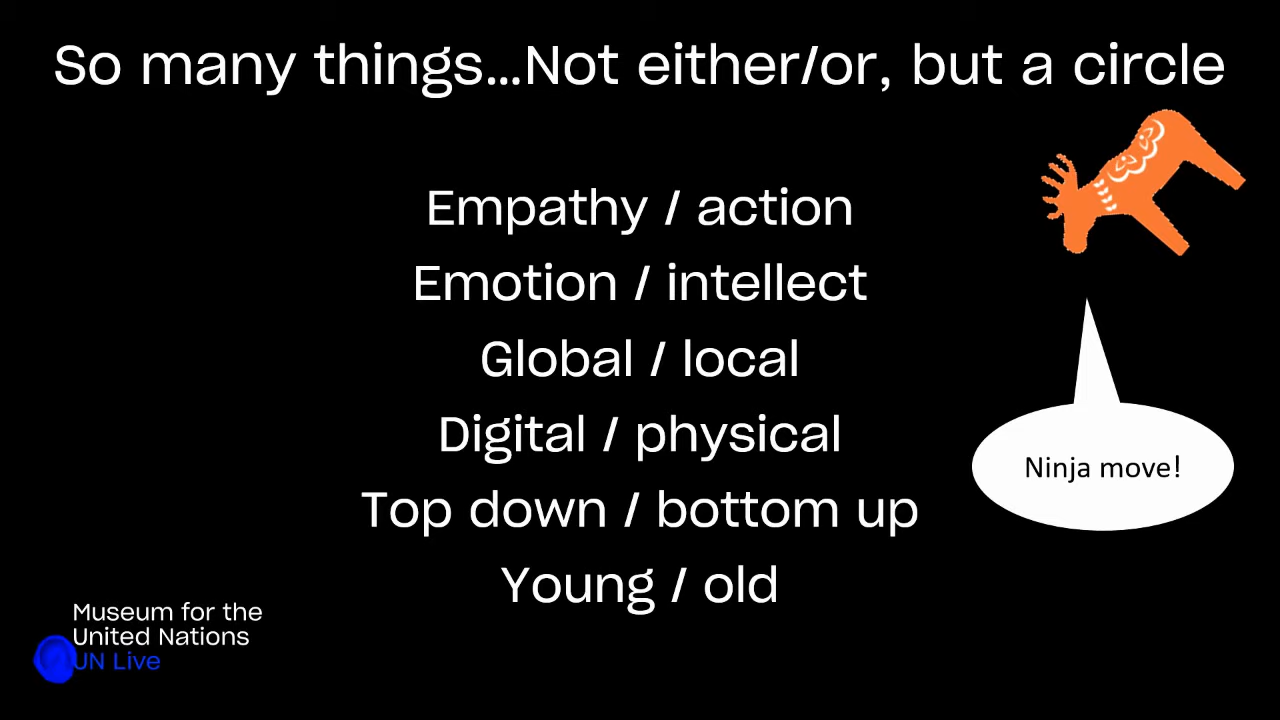 So many things...Not either/or, but a circle
Empathy / action
Emotion / intellect
Global / local
Digital / physical
Top down / bottom up
Young / old
Ninja move!
Museum for the
United Nations
UN Live